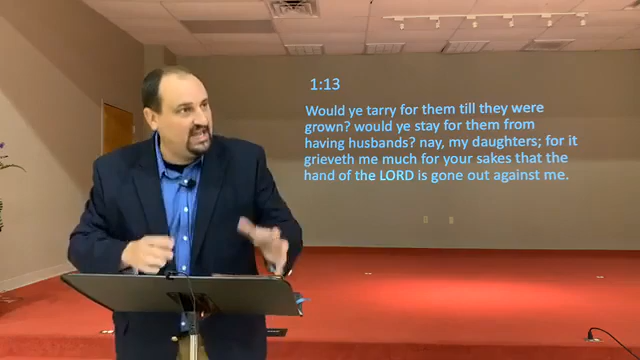 1:13
Would ye tarry for them till they were
grown? would ye stay for them from
having husbands? nay, my daughters; for it
grieveth me much for your sakes that the
hand of the LORD is gone out against me.